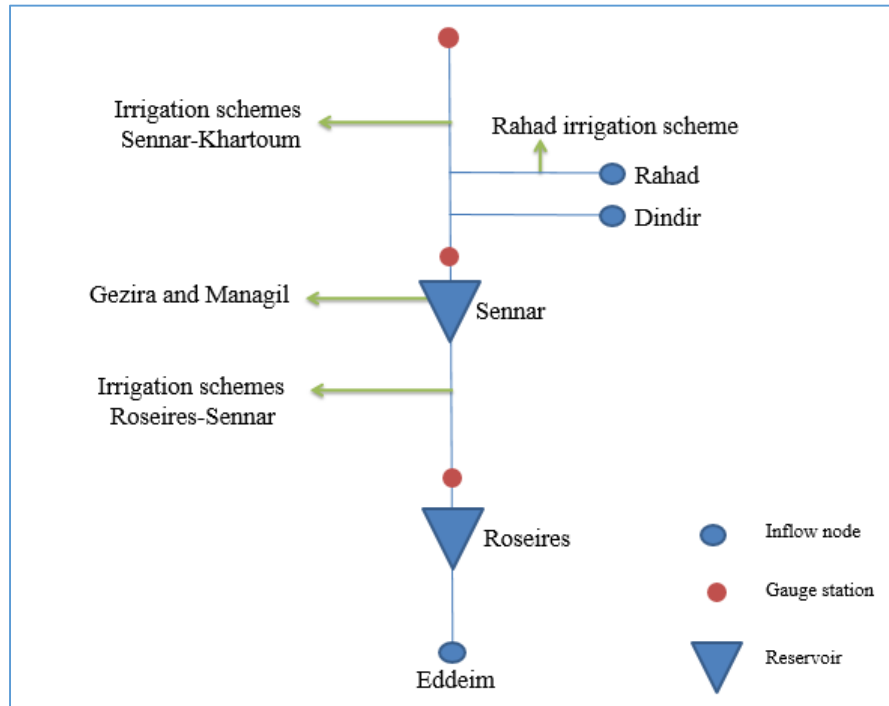 Irrigation schemes
Sennar-Khartoum
Rahad irrigation scheme
Rahad
Dindir
Gezira and Managil
Sennar
Irrigation schemes
Roseires-Sennar
Roseires
Eddeim
Inflow node
Gauge station
Reservoir